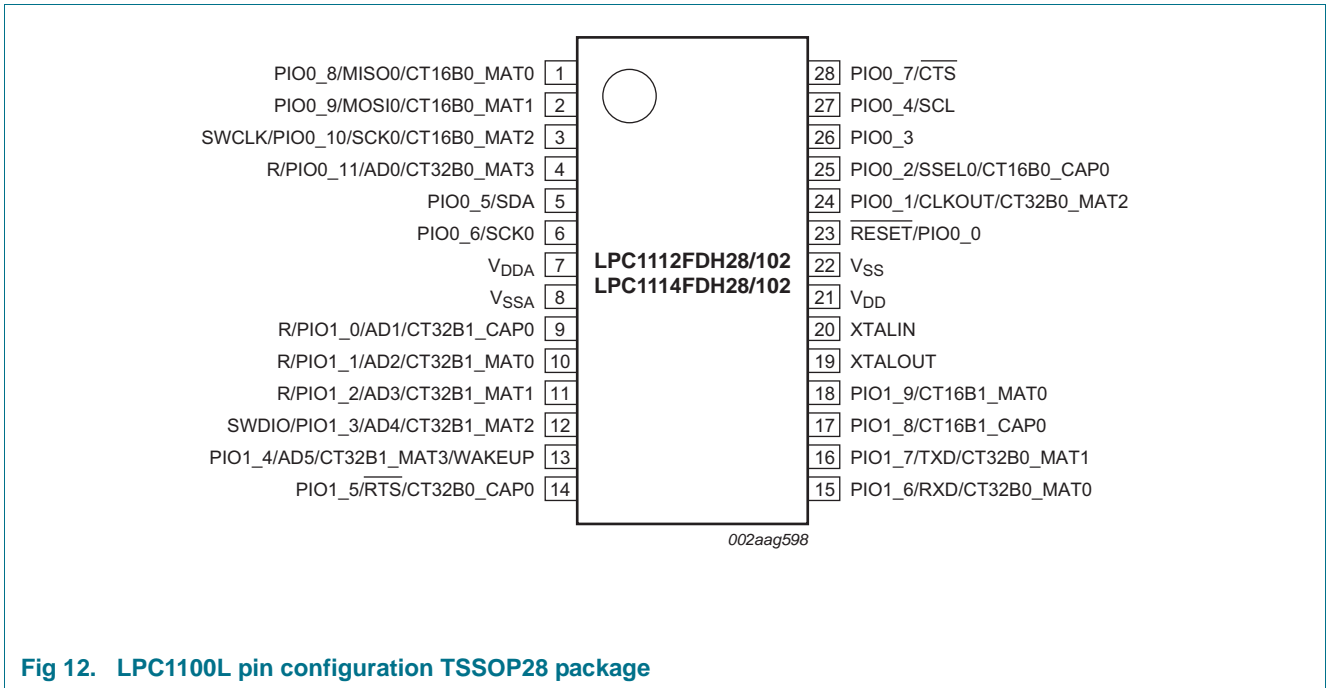 PIO0_8/MISO0/CT16B0_MAT0 1
PIO0_9/MOSI0/CT16B0_MAT1 2
SWCLK/PIO0_10/SCK0/CT16B0_MAT2 3
R/PIO0_11/AD0/CT32B0_MAT3 4
PIO0_5/SDA 5
PIO0_6/SCK0 6
VDDA 7
VSSA 8
R/PIO1_0/AD1/CT32B1_CAP0 9
R/PIO1_1/AD2/CT32B1_MAT0 10
R/PIO1_2/AD3/CT32B1_MAT1 11
SWDIO/PIO1_3/AD4/CT32B1_MAT2 12
PIO1_4/AD5/CT32B1_MAT3/WAKEUP 13
PIO1_5/RTS/CT32B0_CAP0 14
LPC1112FDH28/102
LPC1114FDH28/102
28 PIO0_7/CTS
27 PIO0_4/SCL
26 PIO0_3
25 PIO0_2/SSEL0/CT16B0_CAP0
24 PIO0_1/CLKOUT/CT32B0_MAT2
23 RESET/PIO0_0
22 VSS
21 VDD
20 XTALIN
19 XTALOUT
18 PIO1_9/CT16B1_MAT0
17 PIO1_8/CT16B1_CAP0
16 PIO1_7/TXD/CT32B0_MAT1
15 PIO1_6/RXD/CT32B0_MAT0
002aag598
Fig 12. LPC1100L pin configuration TSSOP28 package